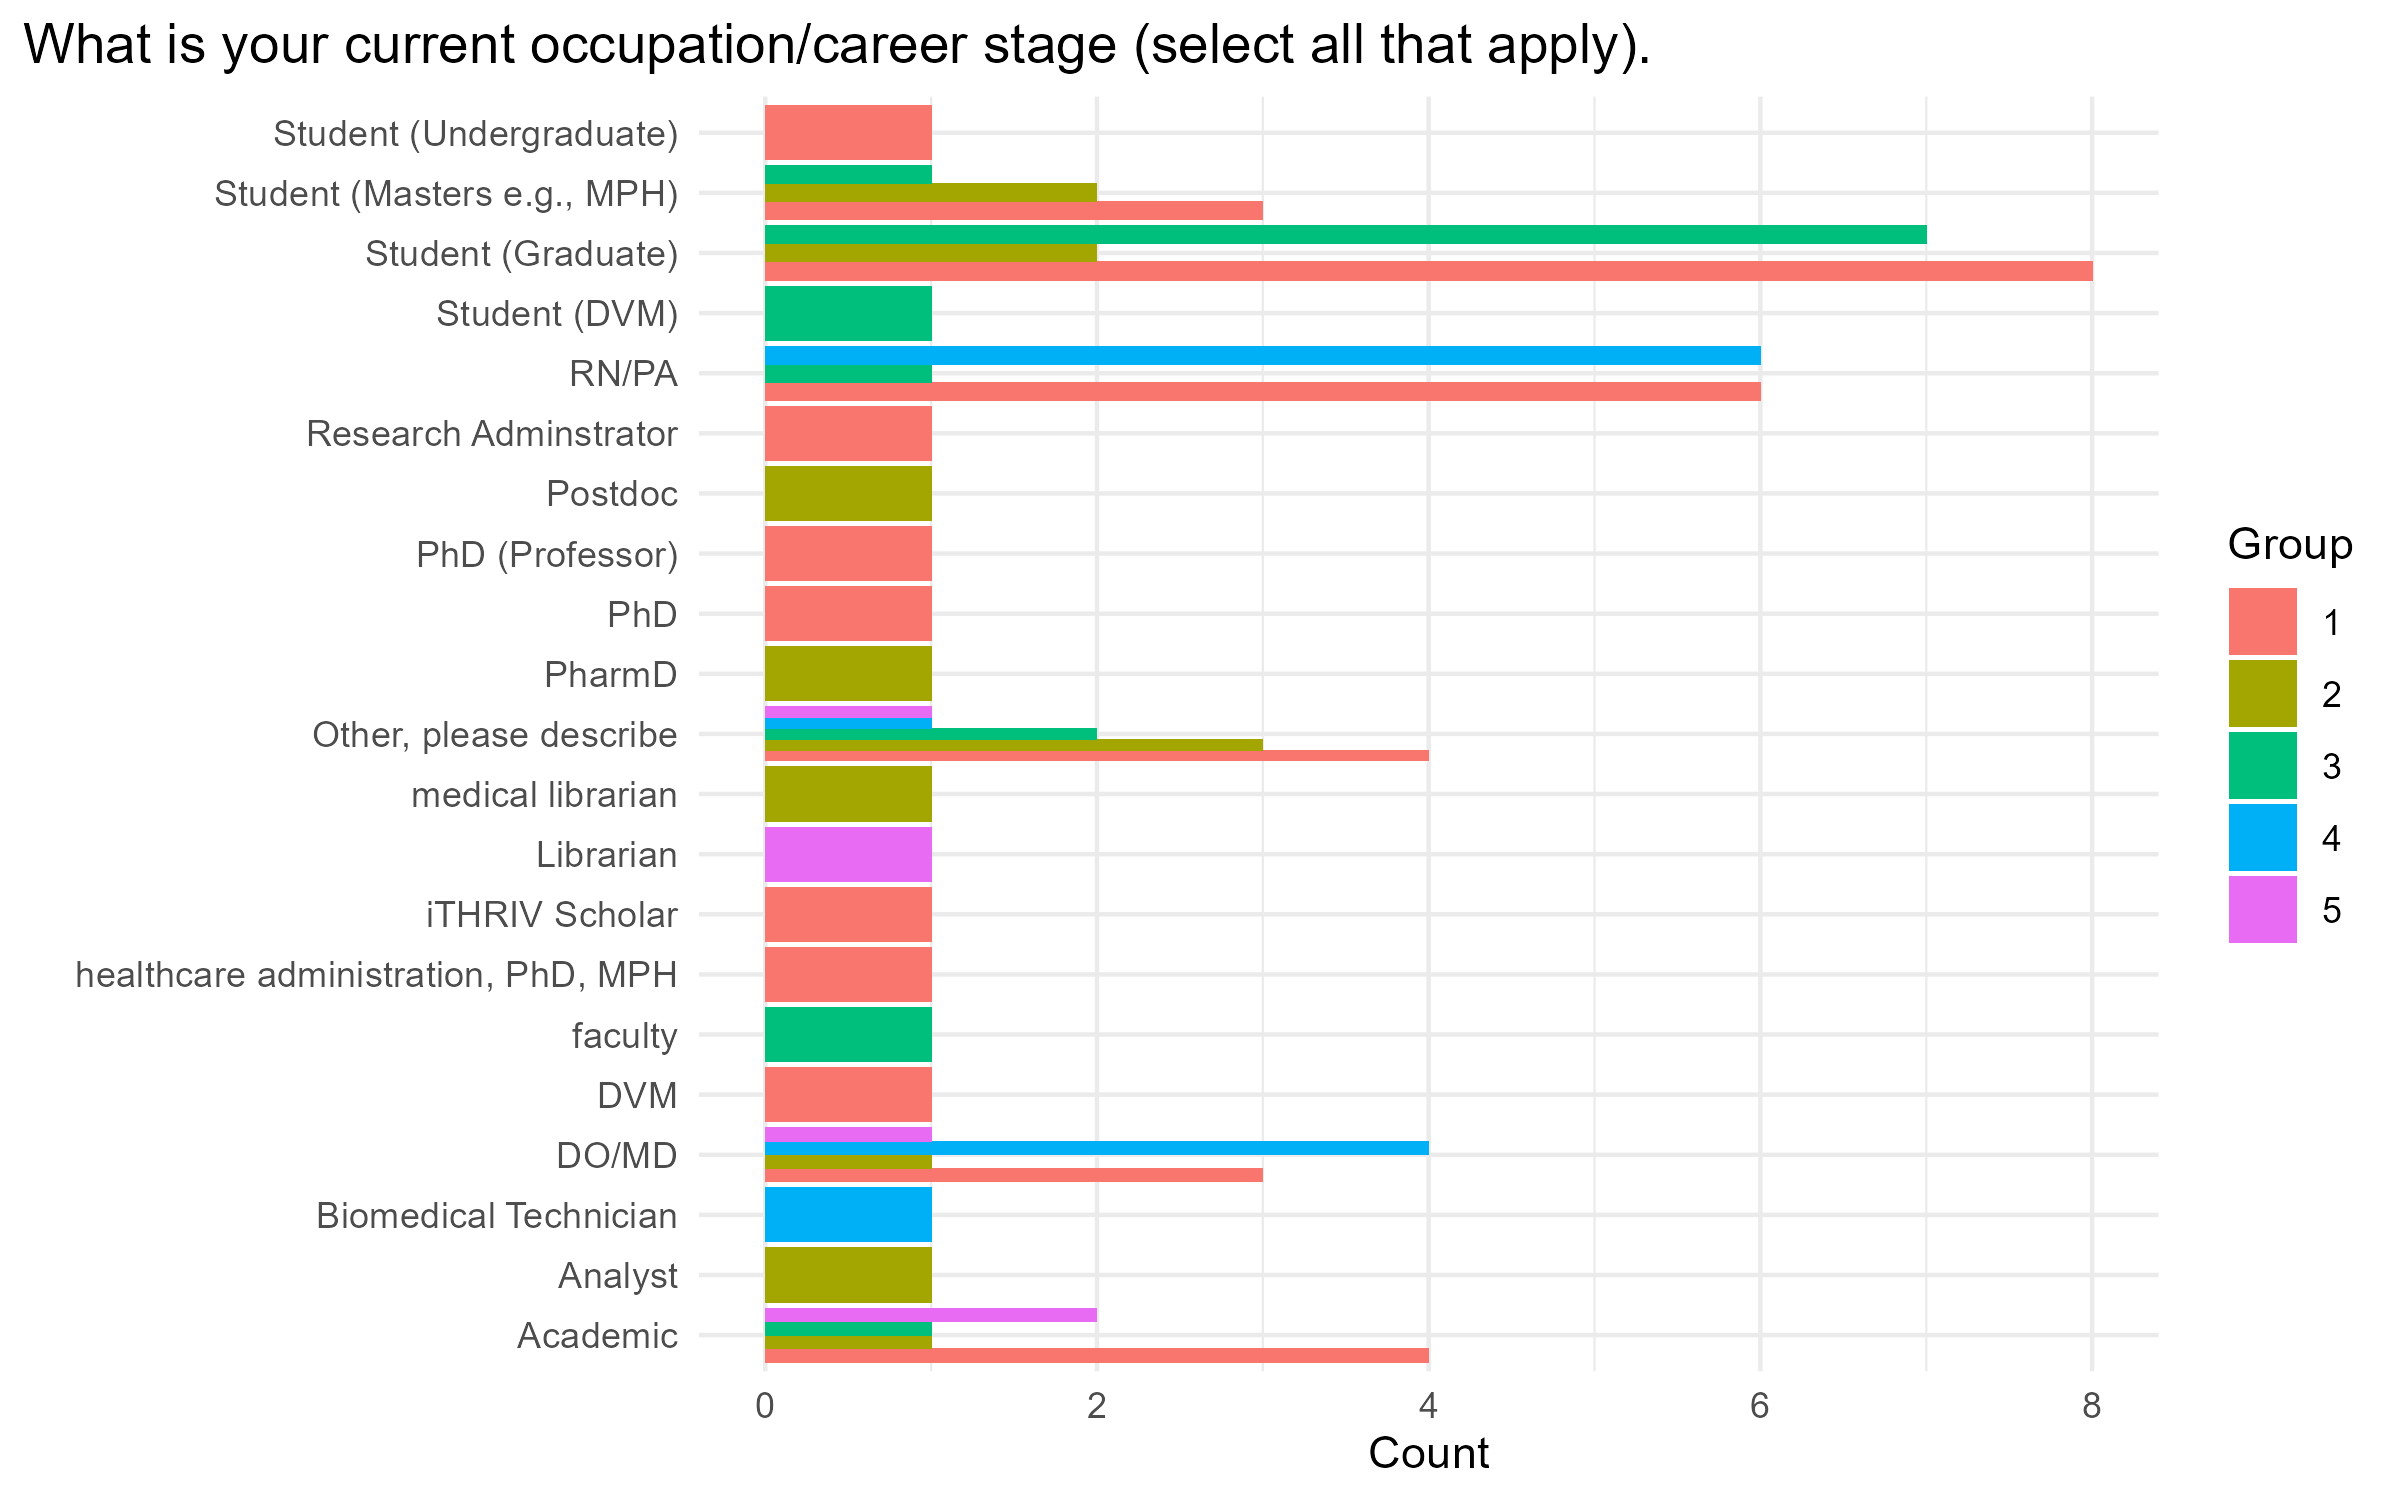 What is your current occupation/career stage (select all that apply).
Student (Undergraduate)
Student (Masters e.g., MPH)
Student (Graduate)
Student (DVM)
RN/PA
Research Adminstrator
Postdoc
PhD (Professor)
PhD
PharmD
Other, please describe
medical librarian
Librarian
iTHRIV Scholar
healthcare administration, PhD, MPH
faculty
DVM
DO/MD
Biomedical Technician
Analyst
Academic
0 2 4 6 8
Count
Group
1
2
3
4
5